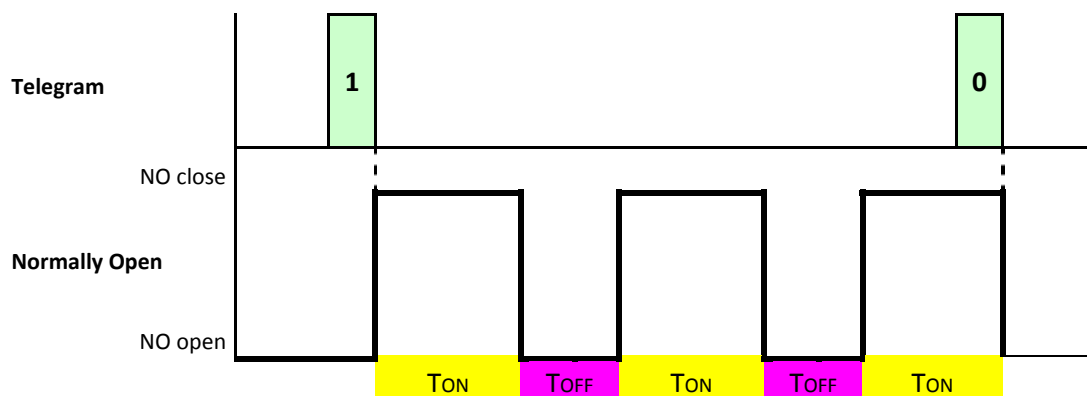 1
0
Telegram
NO close
Normally Open
NO open
TON TOFF TON TOFF TON